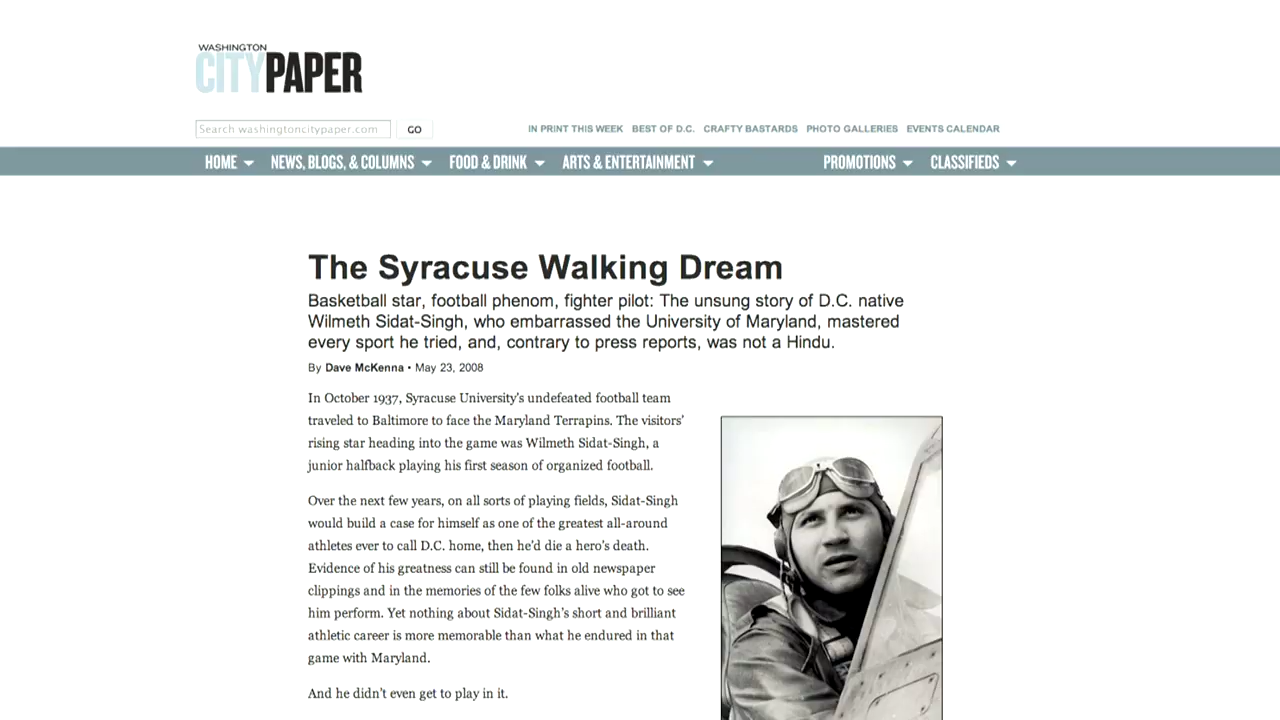 WASHINGTON
CITYPAPER
Search washingtoncitypaper.com GO
IN PRINT THIS WEEK BEST OF D.C. CRAFTY BASTARDS PHOTO GALLERIES EVENTS CALENDAR
HOME NEWS, BLOGS, & COLUMNS FOOD & DRINK ARTS & ENTERTAINMENT PROMOTIONS CLASSIFIEDS
The Syracuse Walking Dream
Basketball star, football phenom, fighter pilot: The unsung story of D.C. native
Wilmeth Sidat-Singh, who embarrassed the University of Maryland, mastered
every sport he tried, and, contrary to press reports, was not a Hindu.
By Dave McKenna • May 23, 2008
In October 1937, Syracuse University's undefeated football team
traveled to Baltimore to face the Maryland Terrapins. The visitors'
rising star heading into the game was Wilmeth Sidat-Singh, a
junior halfback playing his first season of organized football.
Over the next few years, on all sorts of playing fields, Sidat-Singh
would build a case for himself as one of the greatest all-around
athletes ever to call D.C. home, then he'd die a hero's death.
Evidence of his greatness can still be found in old newspaper
clippings and in the memories of the few folks alive who got to see
him perform. Yet nothing about Sidat-Singh's short and brilliant
athletic career is more memorable than what he endured in that
game with Maryland.
And he didn't even get to play in it.